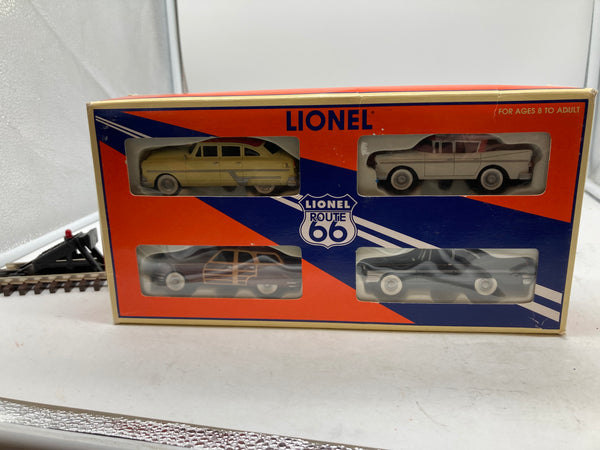 LIONEL
FOR AGES 8 TO ADULT
LIONEL
ROUTE
66